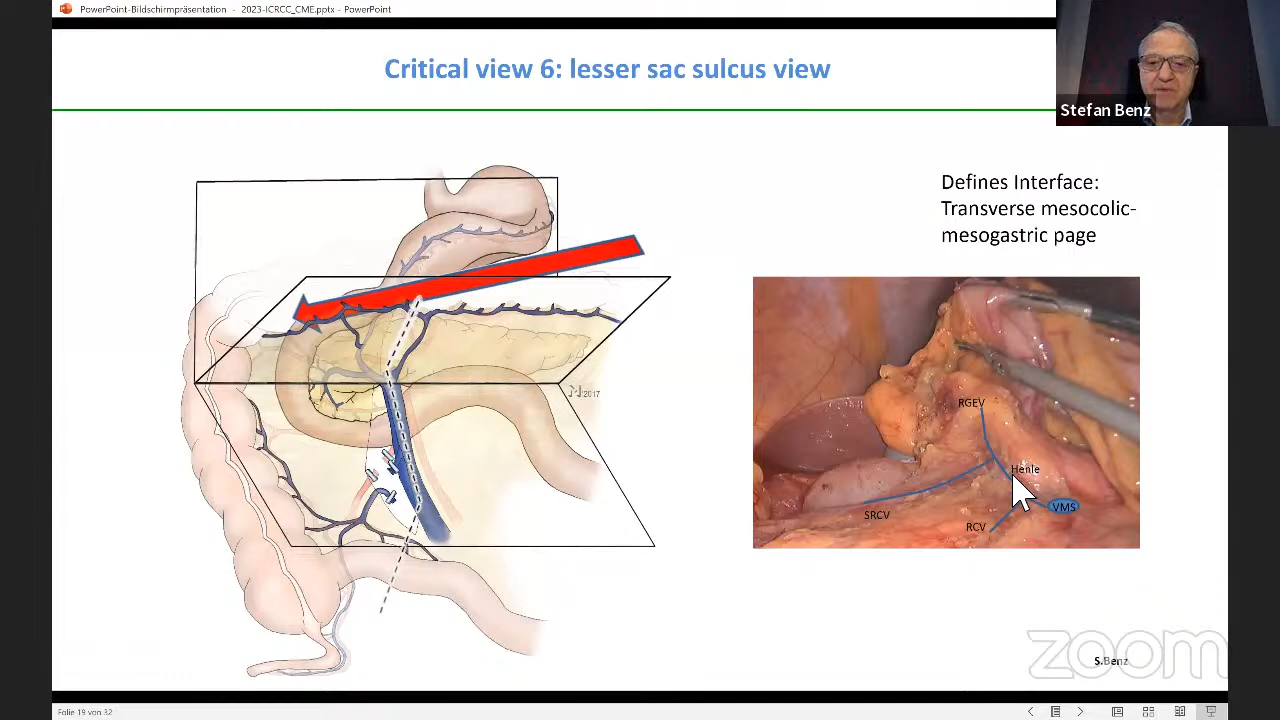 PowerPoint-Bildschirmpräsentation - 2023-ICRCC_CME.pptx - PowerPoint
Critical view 6: lesser sac sulcus view
Stefan Benz
Defines Interface:
Transverse mesocolic-
mesogastric page
2017
RGEV
Henle
SRCV
VMS
RCV
zoom
S.Benz
Folie 19 von 32